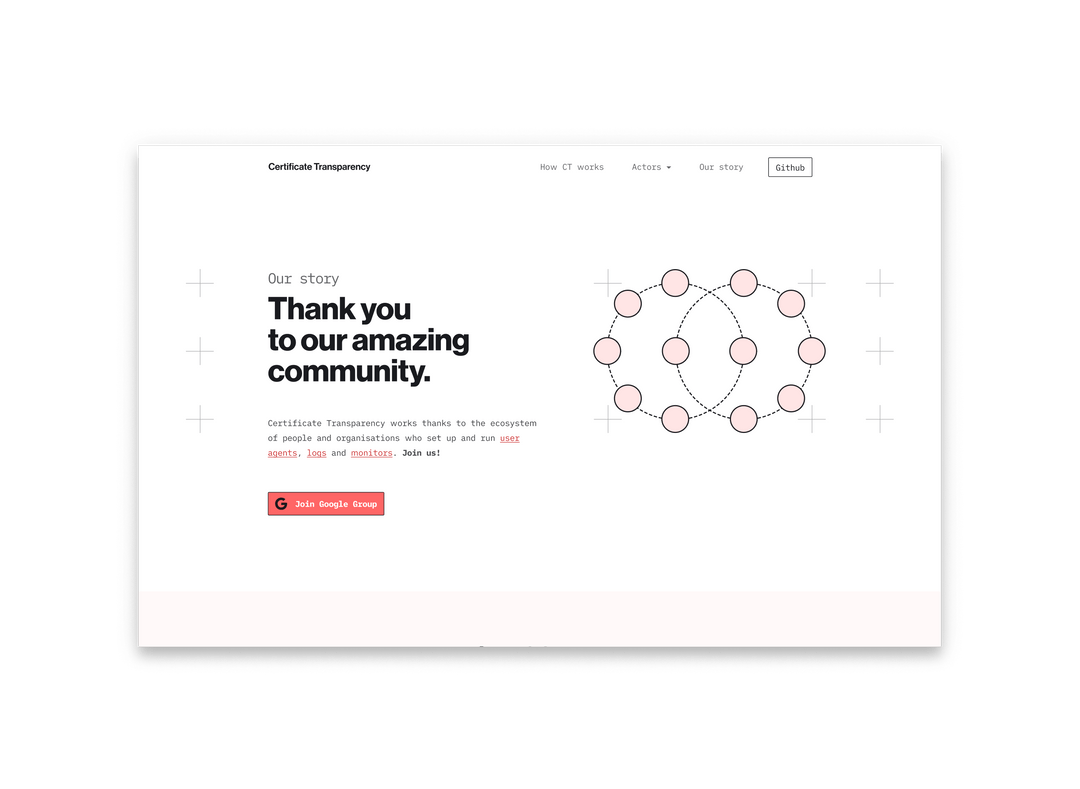 Certificate Transparency
How CT works
Actors
Our story
Github
Our story
Thank you
to our amazing
community.
Certificate Transparency works thanks to the ecosystem
of people and organisations who set up and run user
agents, logs and monitors. Join us!
Join Google Group